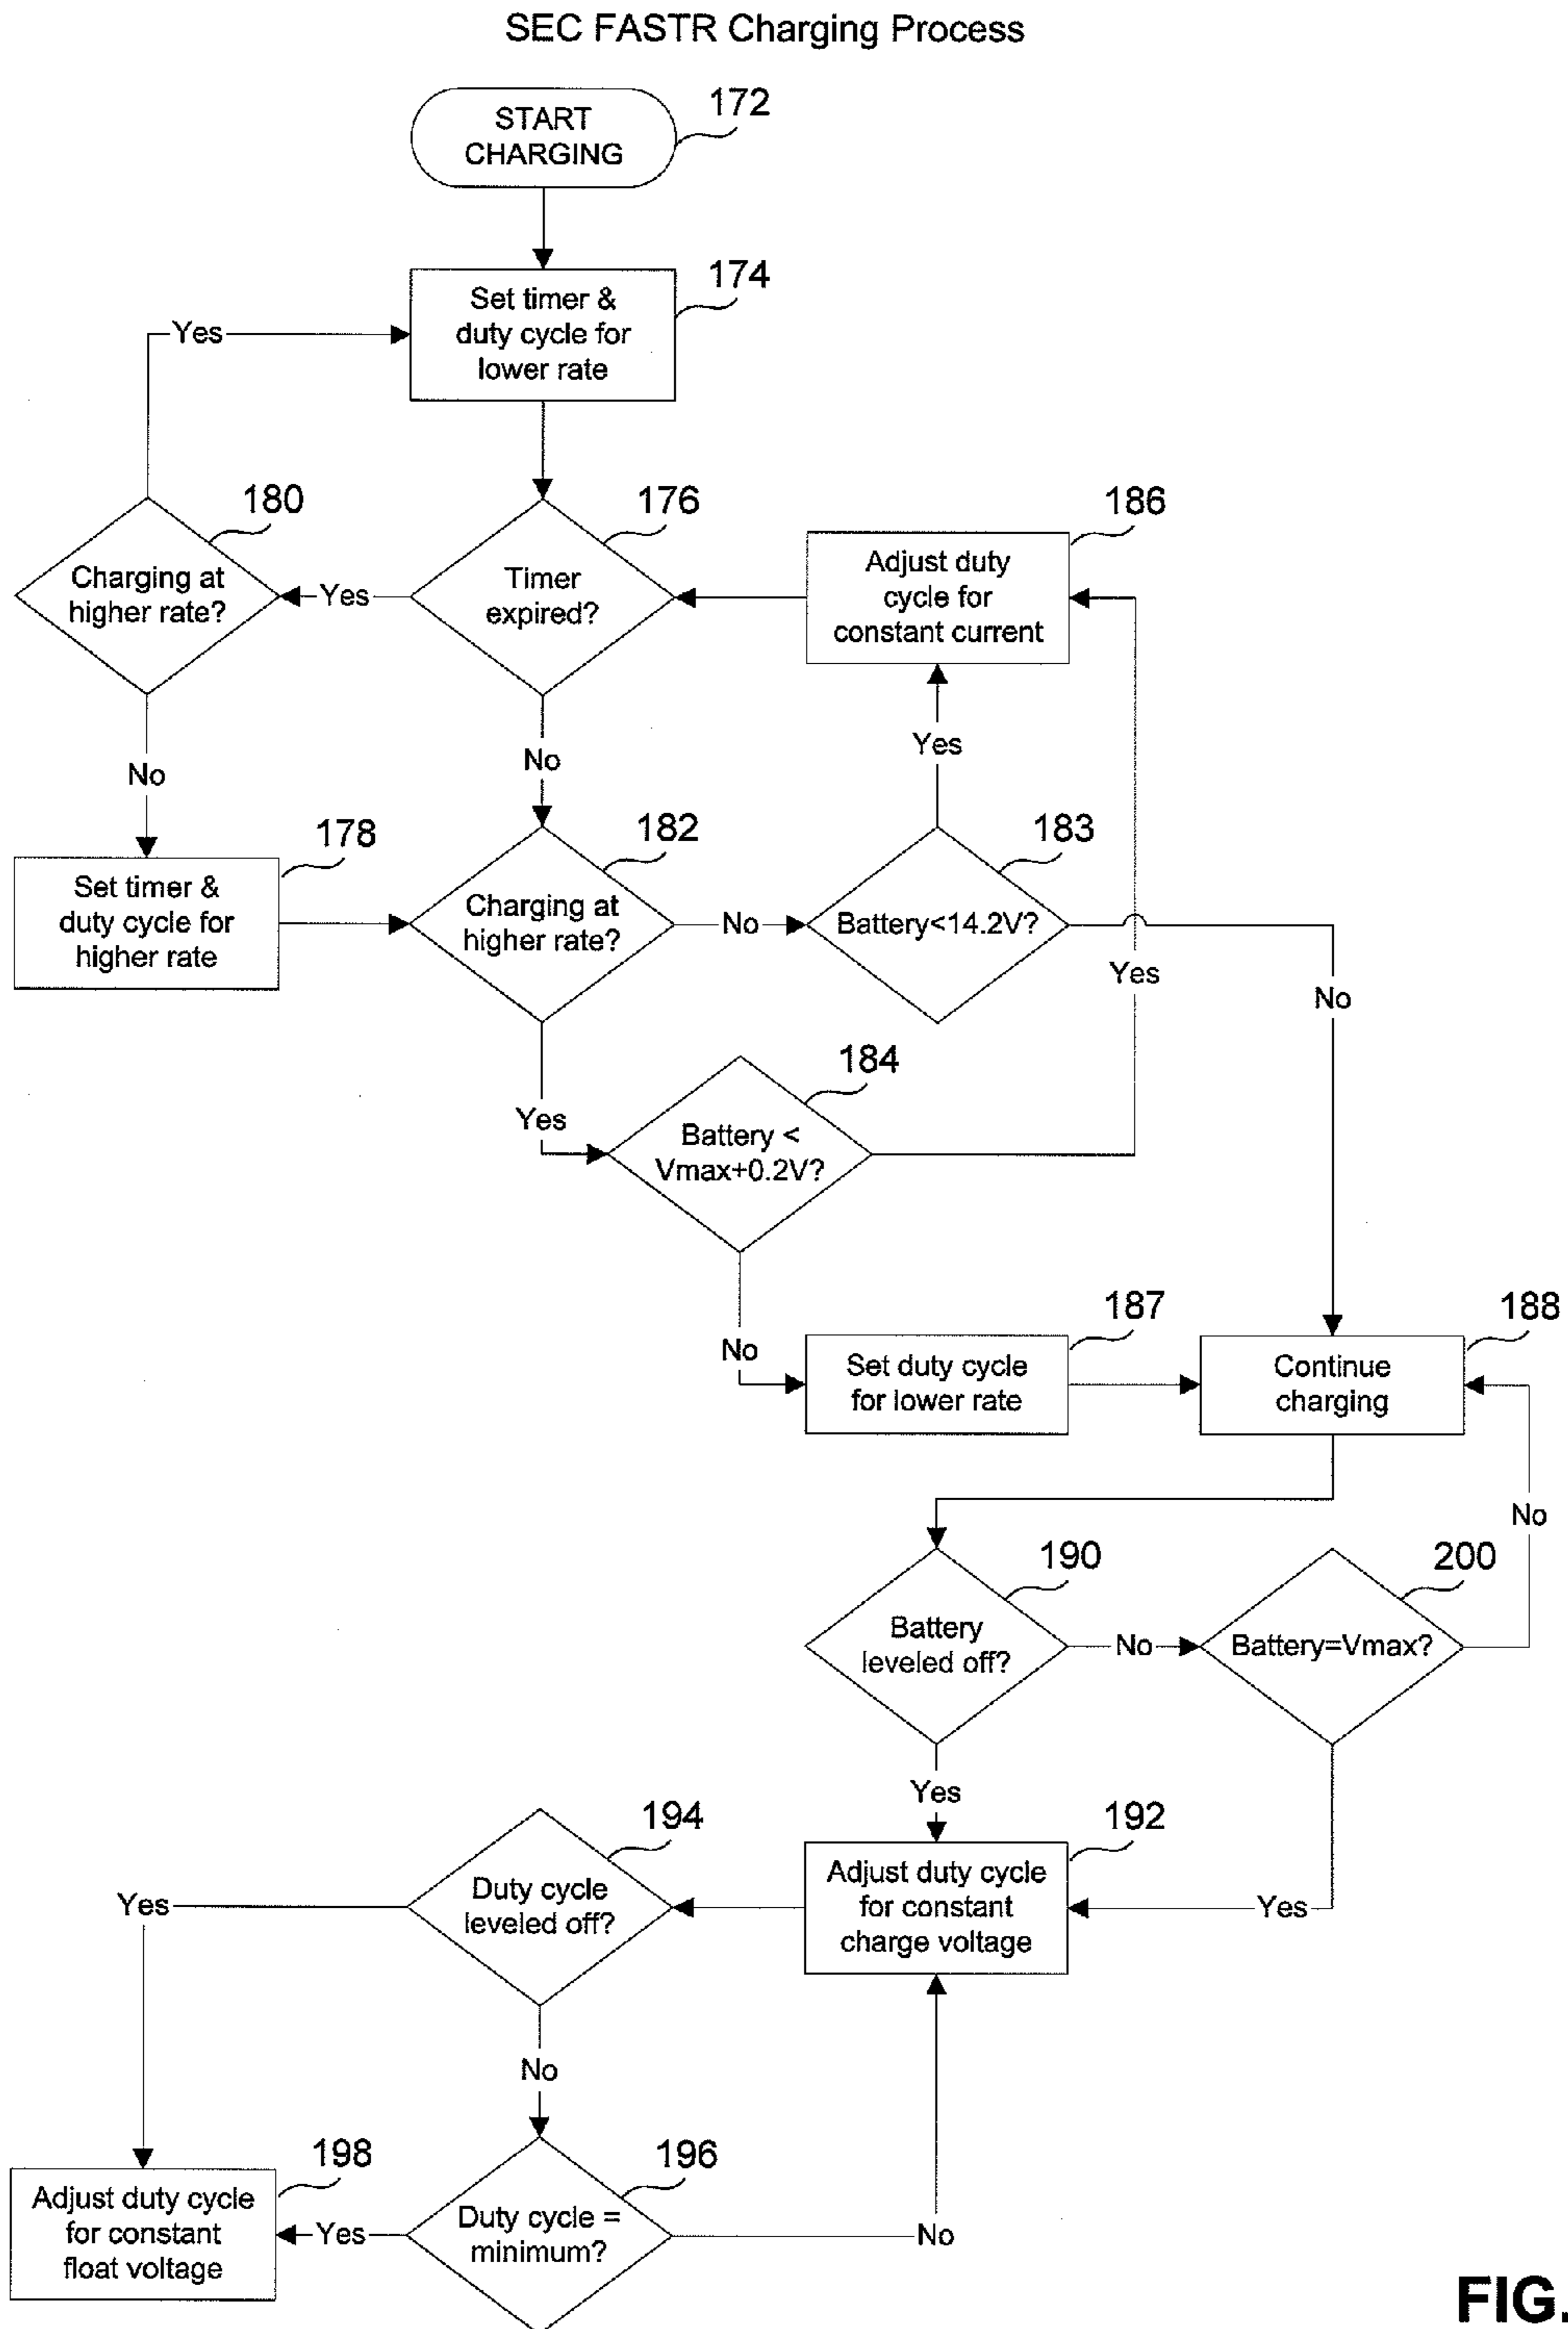 SEC FASTR Charging Process
START
CHARGING
172
Set timer &
duty cycle for
lower rate
174
Yes
180
Charging at
higher rate?
Yes
176
Timer
expired?
186
Adjust duty
cycle for
constant current
No
No
Yes
178
Set timer &
duty cycle for
higher rate
182
Charging at
higher rate?
No
183
Battery<14.2V?
Yes
No
Yes
184
Battery <
Vmax+0.2V?
No
187
Set duty cycle
for lower rate
188
Continue
charging
No
190
Battery
leveled off?
No
200
Battery=Vmax?
Yes
194
Duty cycle
leveled off?
Yes
192
Adjust duty cycle
for constant
charge voltage
Yes
No
198
Adjust duty cycle
for constant
float voltage
Yes
196
Duty cycle =
minimum?
No
FIG.